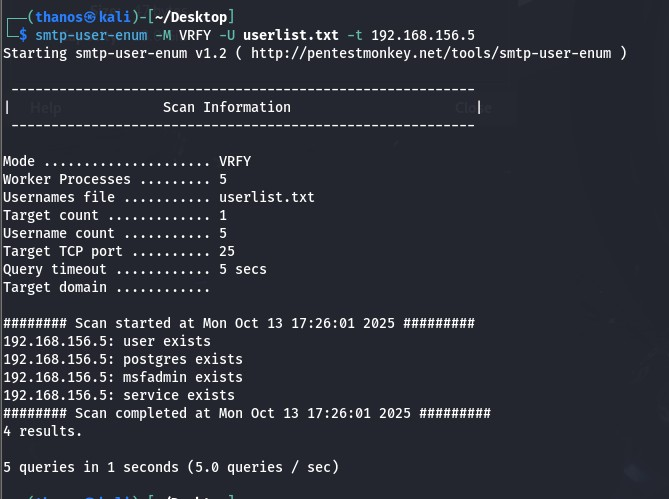 ┌──(thanos㉿kali)-[~/Desktop]
└─$ smtp-user-enum -M VRFY -U userlist.txt -t 192.168.156.5
Starting smtp-user-enum v1.2 ( http://pentestmonkey.net/tools/smtp-user-enum )
----------------------------------------------------------
| Scan Information |
----------------------------------------------------------
Mode ..................... VRFY
Worker Processes ......... 5
Usernames file ........... userlist.txt
Target count ............. 1
Username count ........... 5
Target TCP port .......... 25
Query timeout ............ 5 secs
Target domain ............
######## Scan started at Mon Oct 13 17:26:01 2025 #########
192.168.156.5: user exists
192.168.156.5: postgres exists
192.168.156.5: msfadmin exists
192.168.156.5: service exists
######## Scan completed at Mon Oct 13 17:26:01 2025 #########
4 results.
5 queries in 1 seconds (5.0 queries / sec)